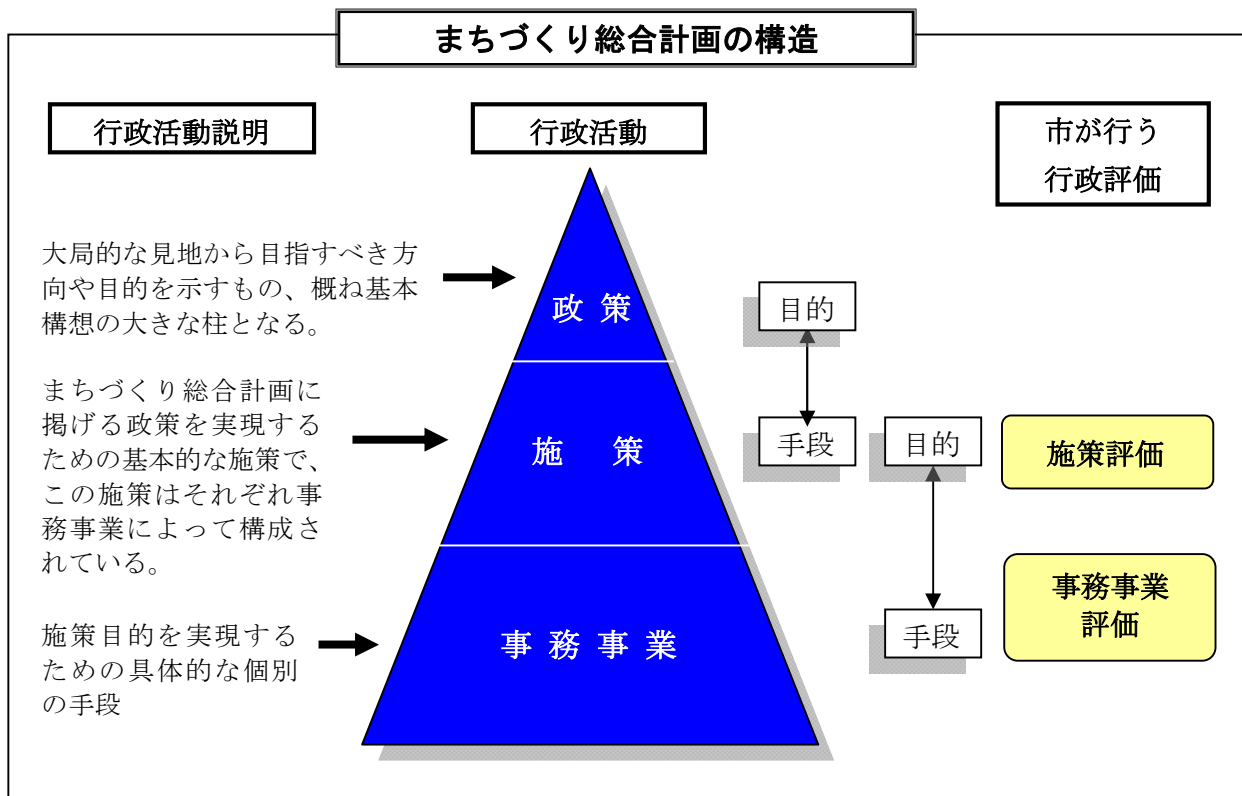 まちづくり総合計画の構造
行政活動説明
行政活動
市が行う
行政評価
大局的な見地から目指すべき方
向や目的を示すもの、概ね基本
構想の大きな柱となる。
政策
目的
手段
まちづくり総合計画に
掲げる政策を実現する
ための基本的な施策で、
この施策はそれぞれ事
務事業によって構成さ
れている。
施策
目的
手段
施策評価
施策目的を実現する
ための具体的な個別
の手段
事務事業
事務事業
評価